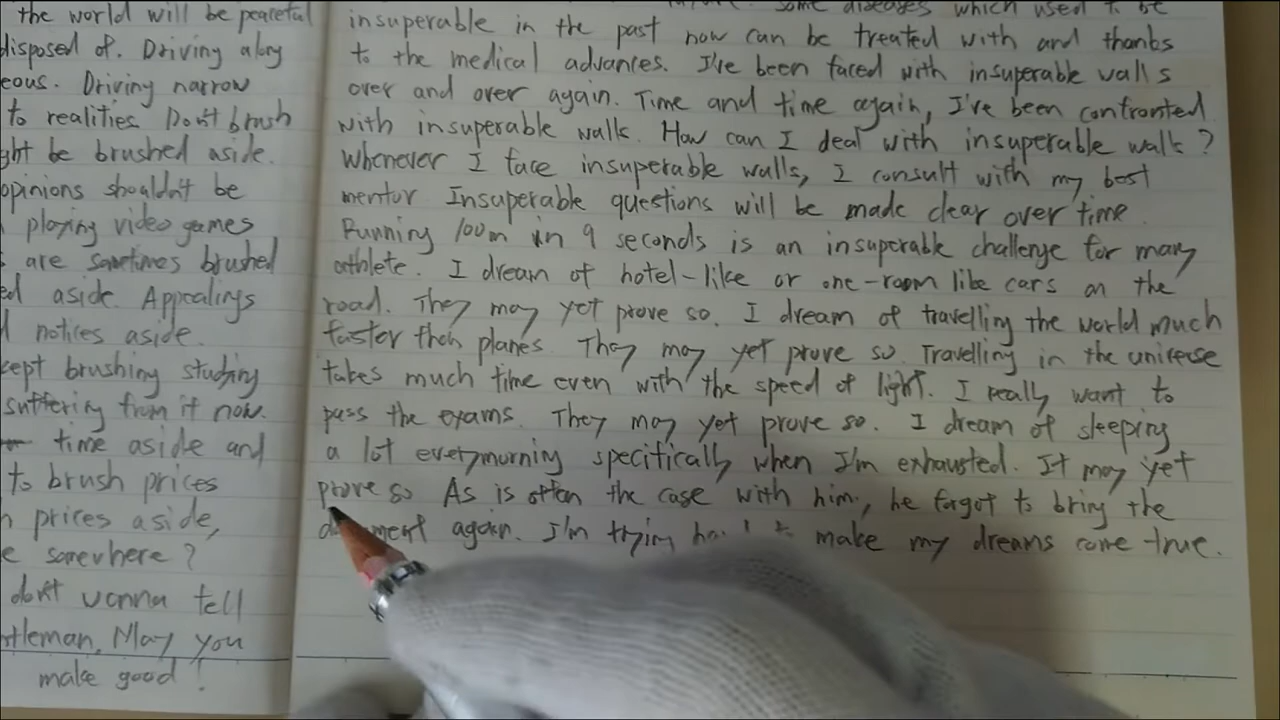 the world will be peaceful
disposed of. Driving along
eous. Driving narrow
to realities. Don't brush
ght be brushed aside.
opinions shouldn't be
playing video games
are sometimes brushed
ed aside. Appealings
d notices aside.
kept brushing studying
suffering from it now.
time aside and
to brush prices
n prices aside,
e somewhere?
don't wanna tell
ntleman. May you
make good!
some diseases which used to be
insuperable in the past now can be treated with and thanks
to the medical advances. I've been faced with insuperable walls
over and over again. Time and time again, I've been confronted
with insuperable walls. How can I deal with insuperable walls?
Whenever I face insuperable walls, I consult with my best
mentor Insuperable questions will be made clear over time.
Running 100m in 9 seconds is an insuperable challenge for many
athlete. I dream of hotel-like or one-room like cars on the
road. They may yet prove so. I dream of travelling the world much
faster than planes They may yet prove so Travelling in the universe
takes much time even with the speed of light. I really want to
pass the exams. They may yet prove so. I dream of sleeping
a lot everymorning specifically when I'm exhausted. It may yet
prove so As is often the case with him, he forgot to bring the
again. I'm trying make my dreams come true.